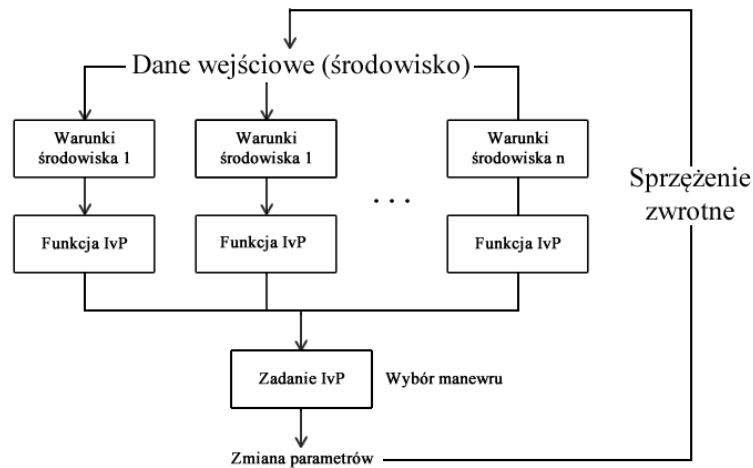 Dane wejściowe (środowisko)
Warunki
środowiska 1
Warunki
środowiska 1
Warunki
środowiska n
Sprzężenie
zwrotne
. . .
Funkcja IvP
Funkcja IvP
Funkcja IvP
Zadanie IvP
Wybór manewru
Zmiana parametrów